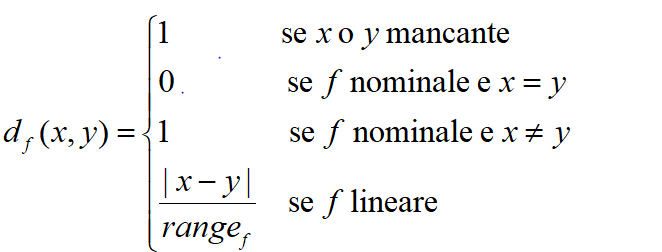 1 se x o y mancante
0 se f nominale e x = y
d_f(x, y) = { 1 se f nominale e x ≠ y
|x − y| / range_f se f lineare